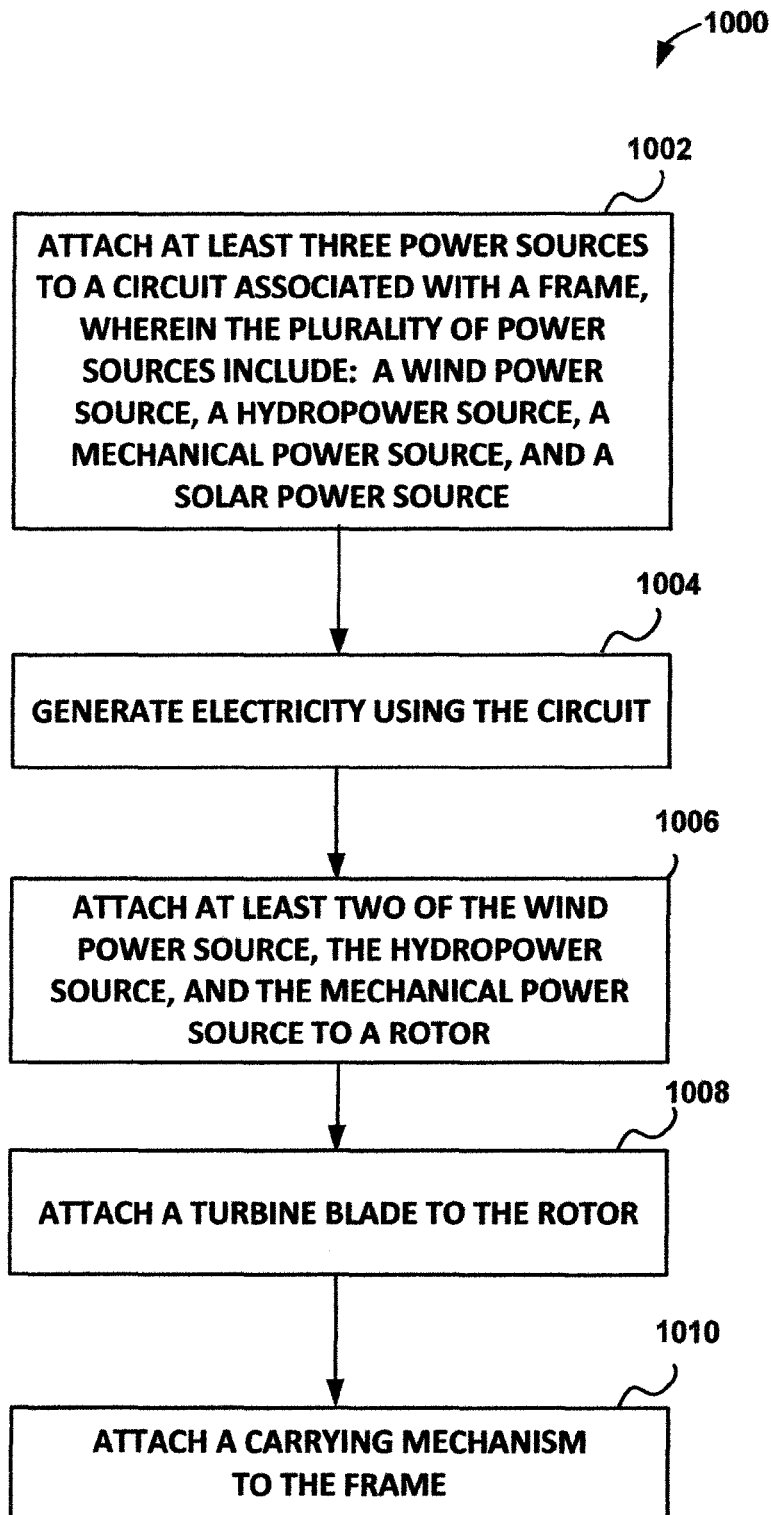 1000
1002
ATTACH AT LEAST THREE POWER SOURCES
TO A CIRCUIT ASSOCIATED WITH A FRAME,
WHEREIN THE PLURALITY OF POWER
SOURCES INCLUDE: A WIND POWER
SOURCE, A HYDROPOWER SOURCE, A
MECHANICAL POWER SOURCE, AND A
SOLAR POWER SOURCE
1004
GENERATE ELECTRICITY USING THE CIRCUIT
1006
ATTACH AT LEAST TWO OF THE WIND
POWER SOURCE, THE HYDROPOWER
SOURCE, AND THE MECHANICAL POWER
SOURCE TO A ROTOR
1008
ATTACH A TURBINE BLADE TO THE ROTOR
1010
ATTACH A CARRYING MECHANISM
TO THE FRAME